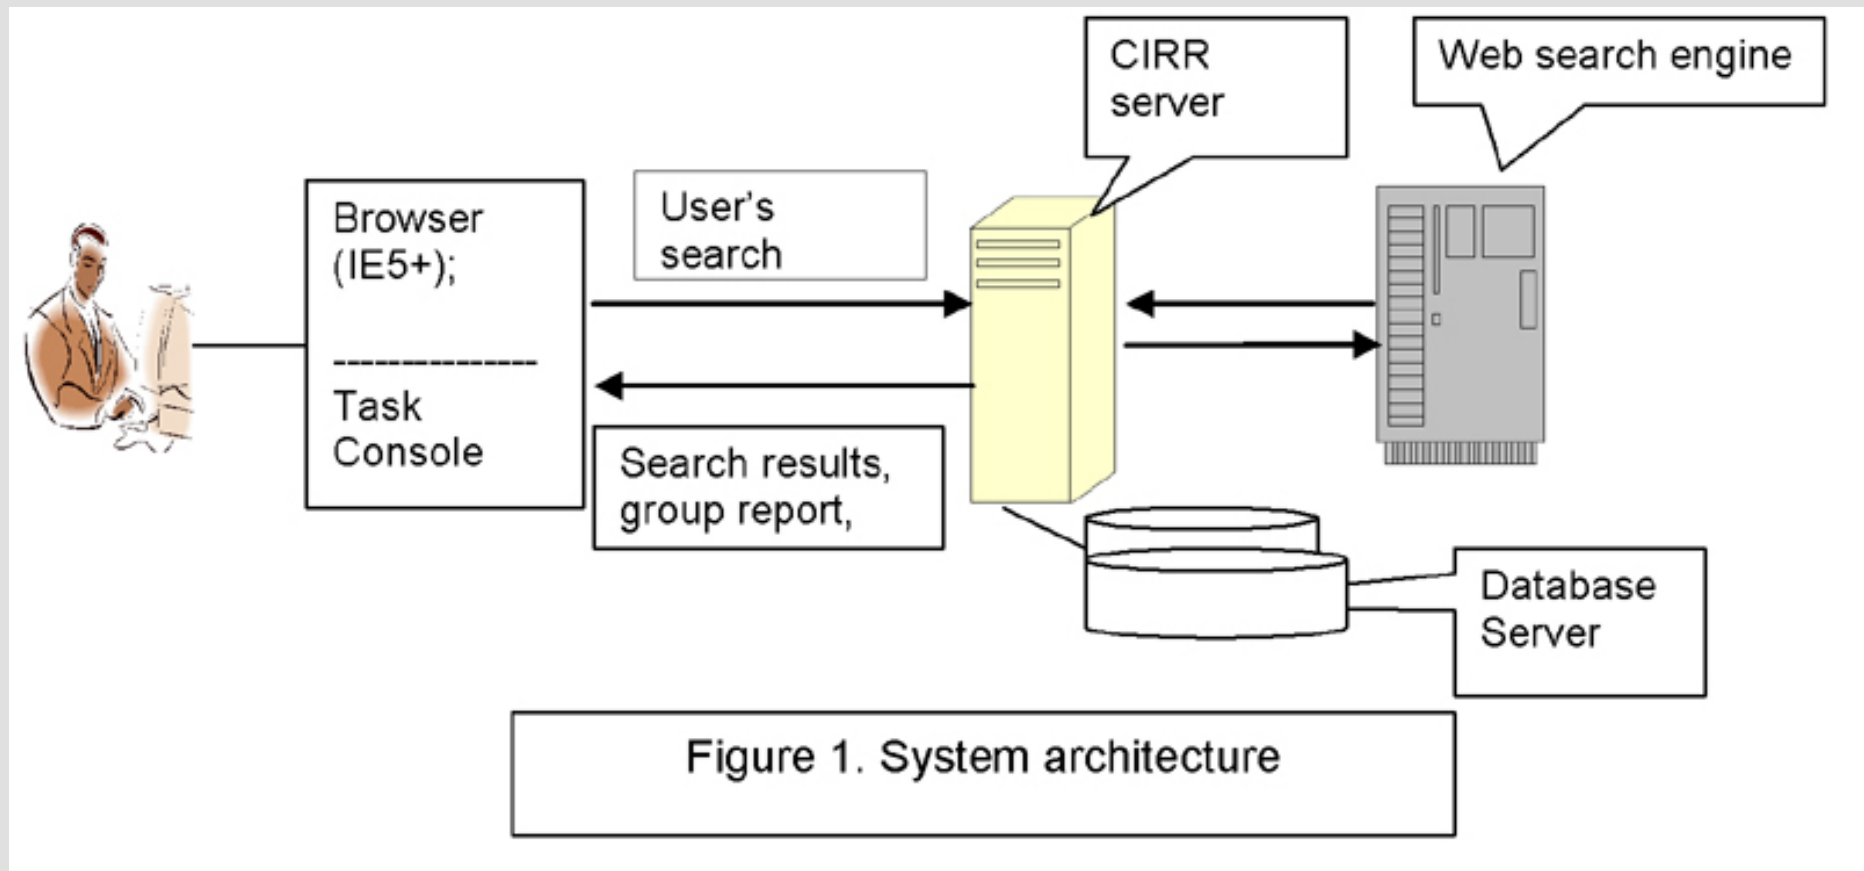 CIRR
server
Web search engine
Browser
(IE5+);
---------------
Task
Console
User's
search
Search results,
group report,
Database
Server
Figure 1. System architecture